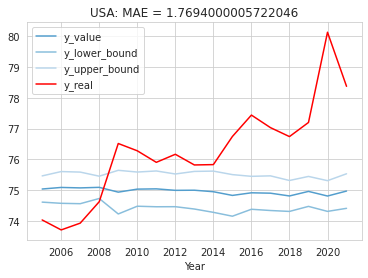 USA: MAE = 1.7694000005722046
y_value
y_lower_bound
y_upper_bound
y_real
80
79
78
77
76
75
74
2006 2008 2010 2012 2014 2016 2018 2020
Year